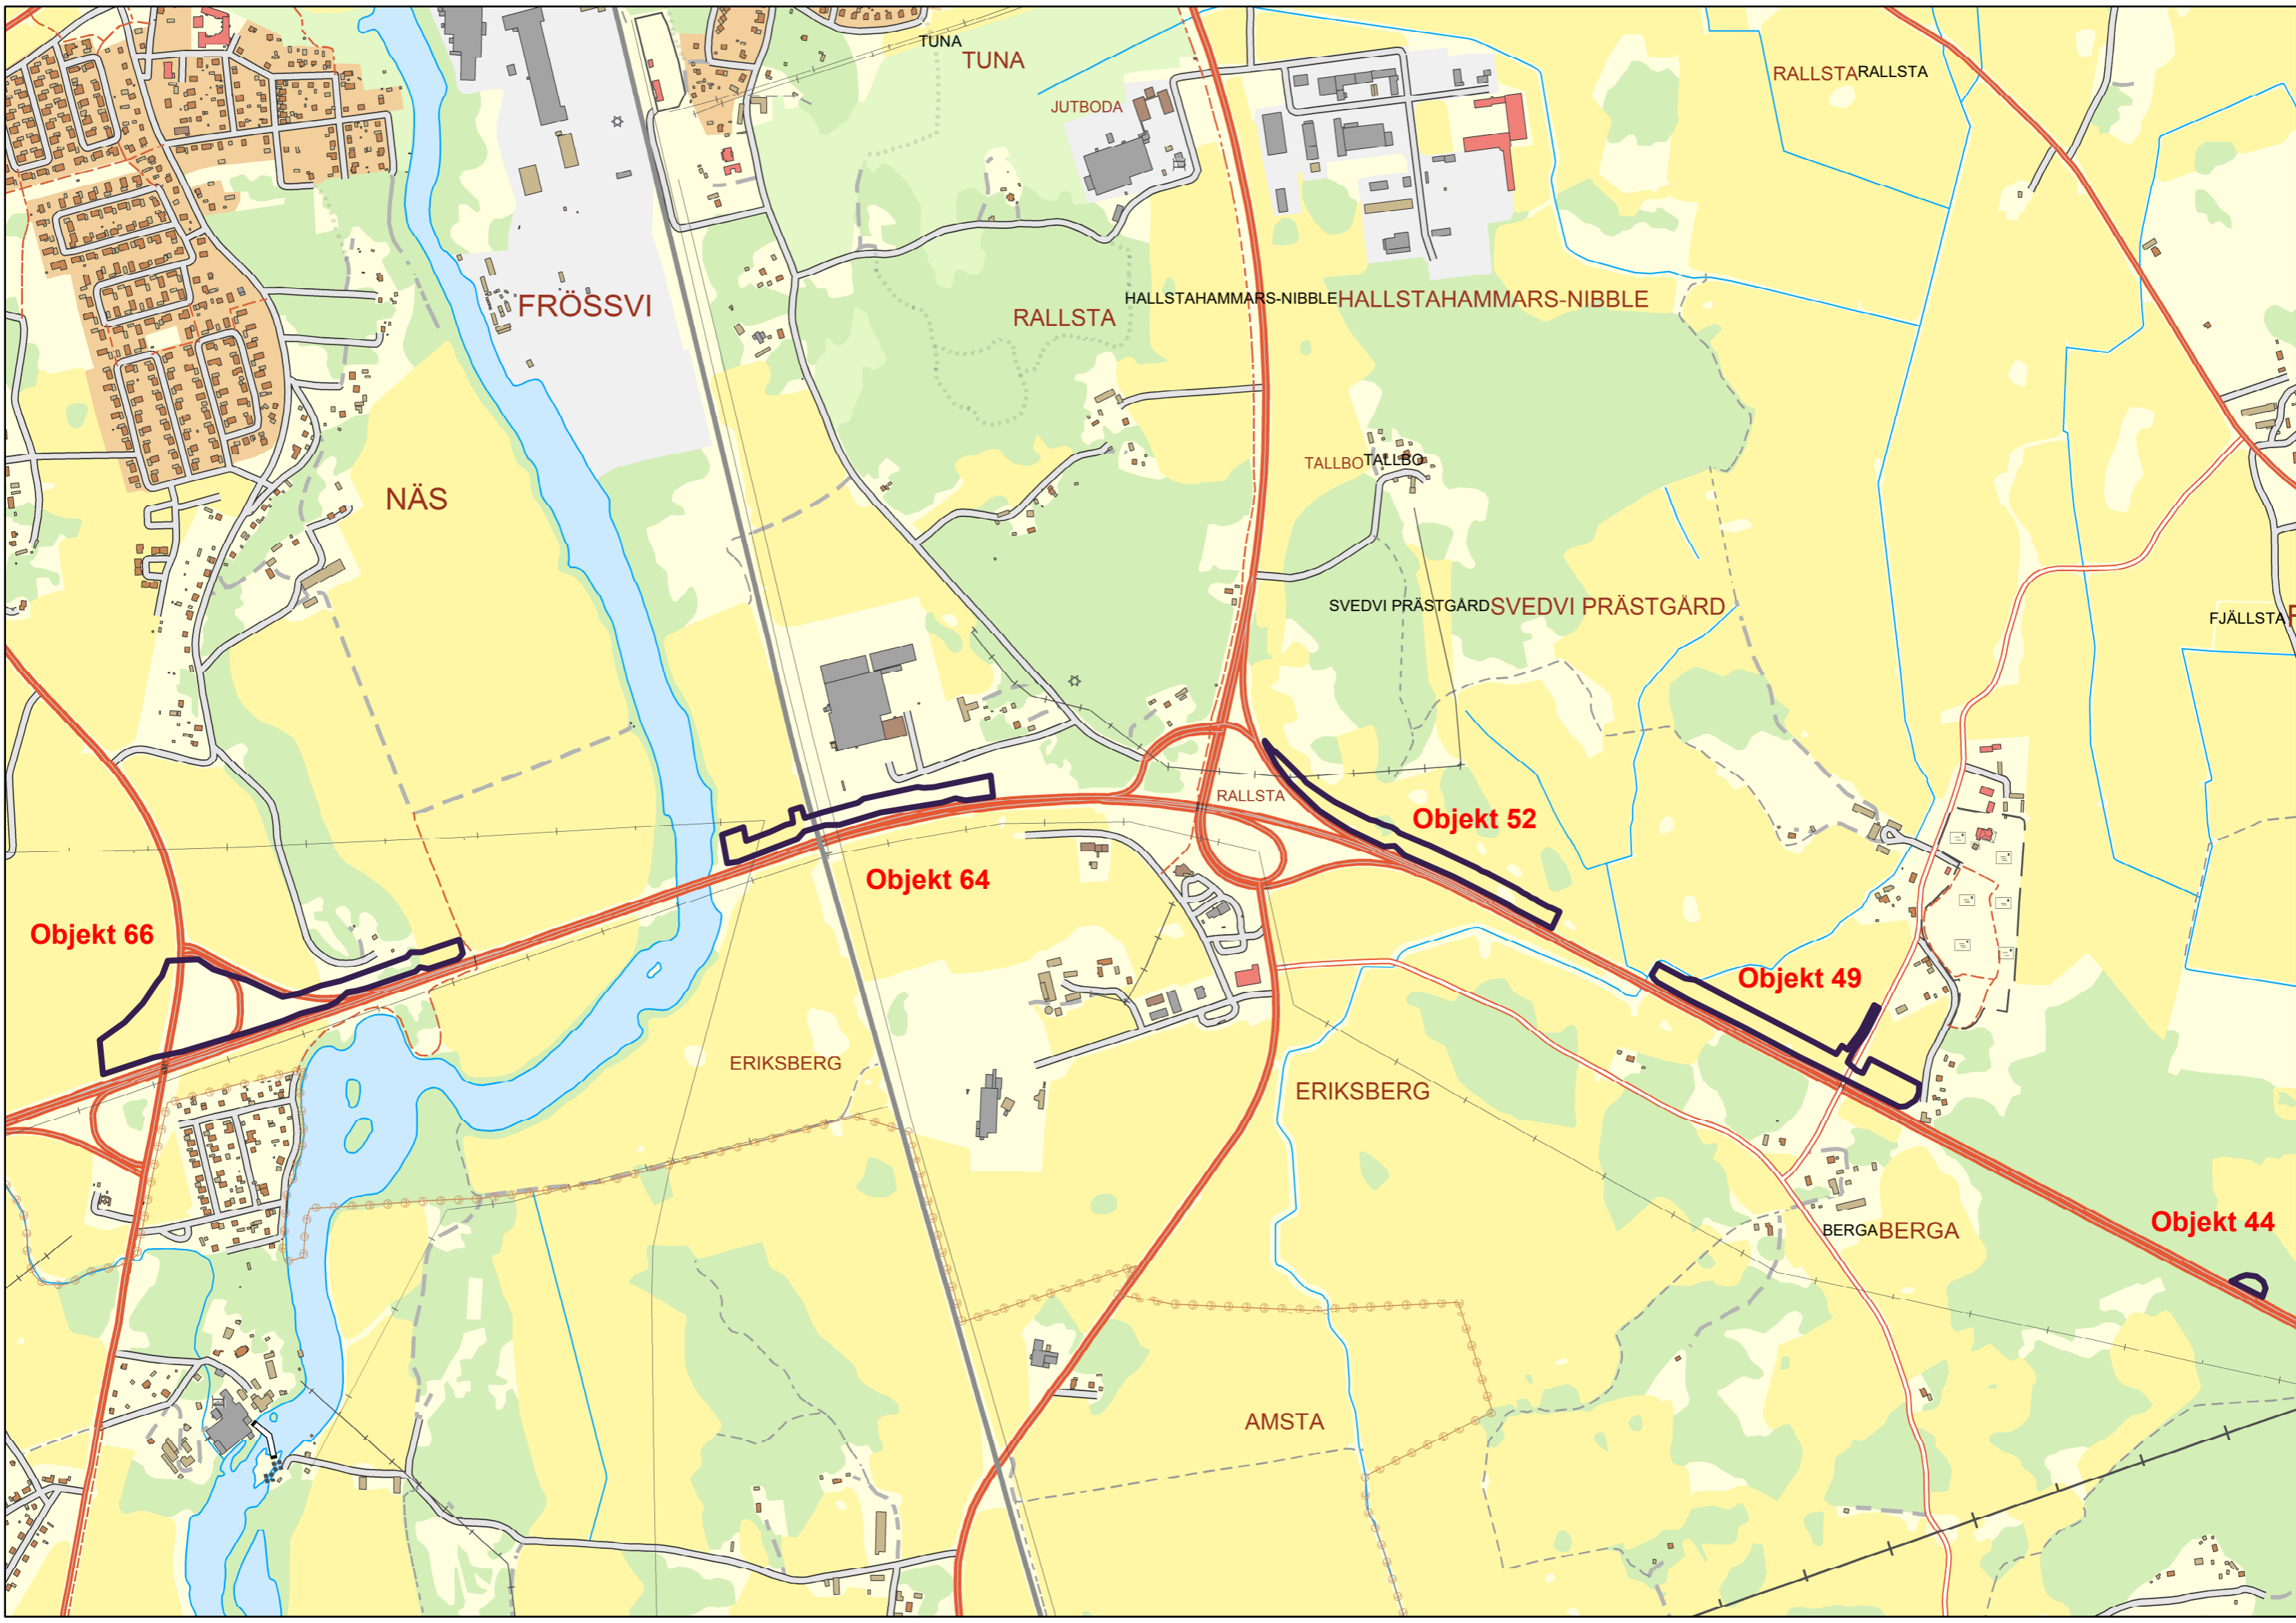 TUNA
TUNA
RALLSTA RALLSTA
JUTBODA
FRÖSSVI
HALLSTAHAMMARS-NIBBLE HALLSTAHAMMARS-NIBBLE
RALLSTA
TALLBO TALLBO
NÄS
SVEDVI PRÄSTGÅRD SVEDVI PRÄSTGÅRD
FJÄLLSTA F
RALLSTA
Objekt 52
Objekt 64
Objekt 66
Objekt 49
ERIKSBERG
ERIKSBERG
Objekt 44
BERGA BERGA
AMSTA